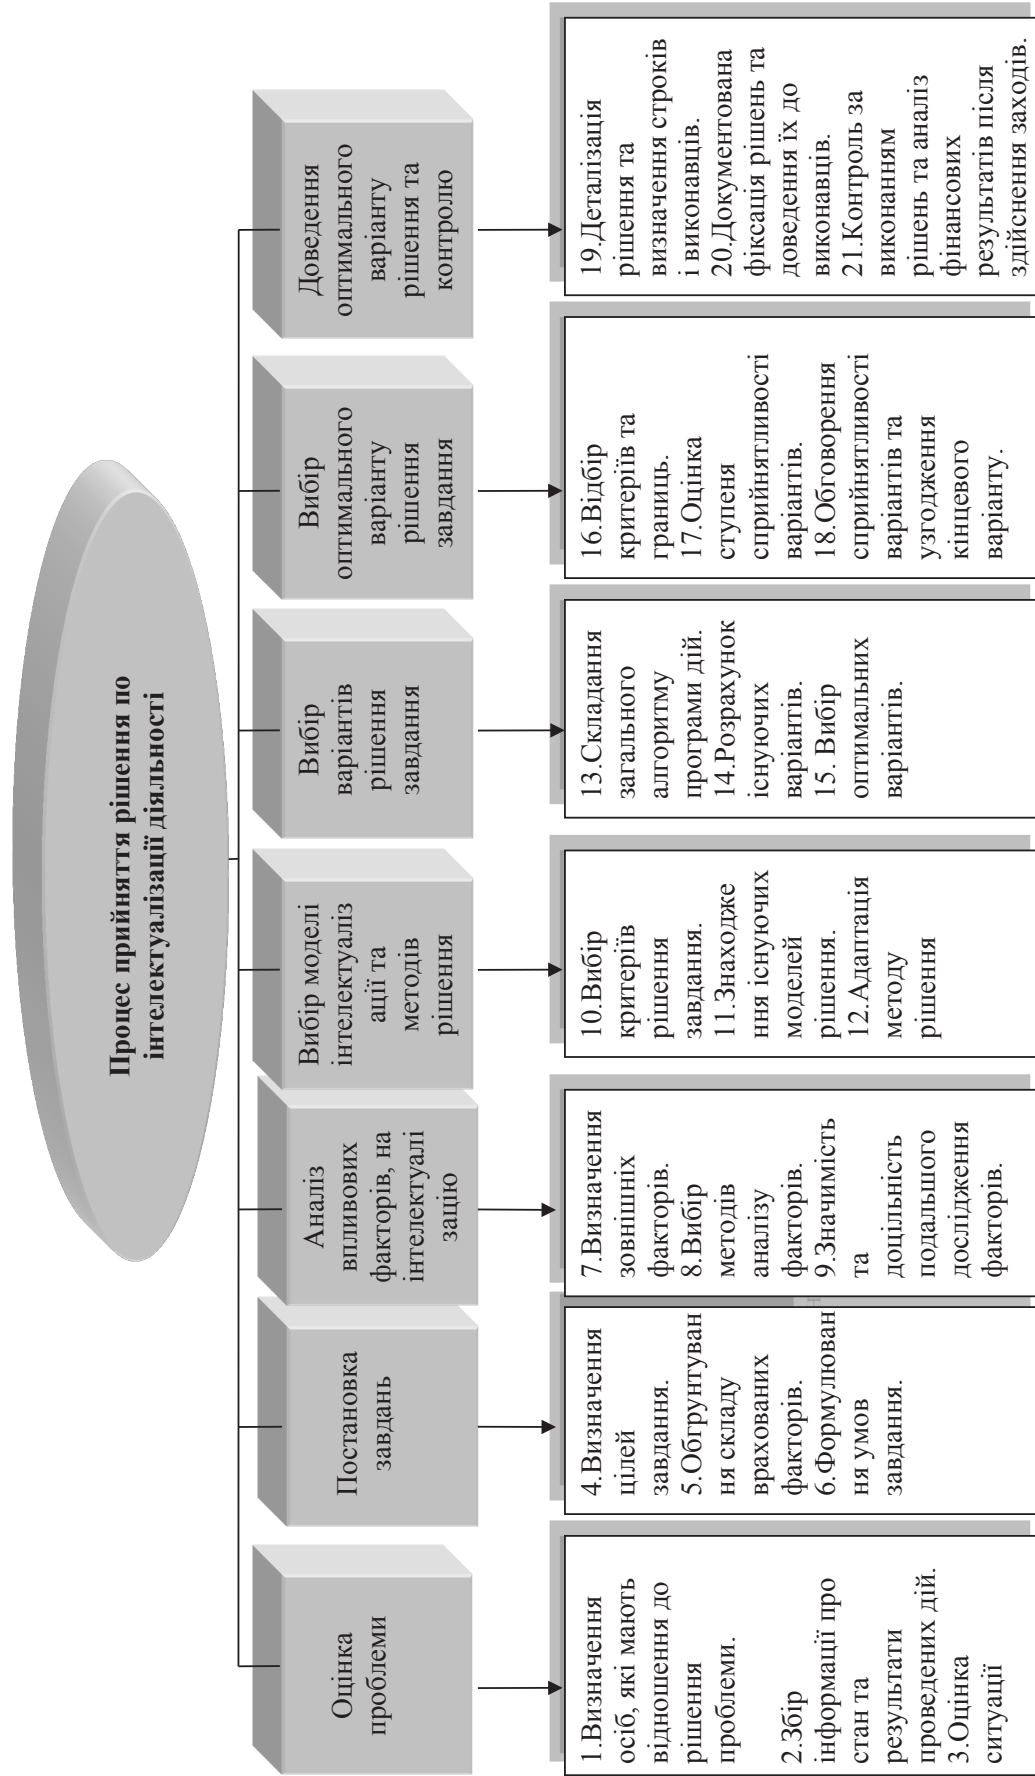 Процес прийняття рішення по
інтелектуалізації діяльності
Оцінка
проблеми
Постановка
завдань
Аналіз
впливових
факторів, на
інтелектуалі
зацію
Вибір моделі
інтелектуаліз
ації та
методів
рішення
Вибір
варіантів
рішення
завдання
Вибір
оптимального
варіанту
рішення
завдання
Доведення
оптимального
варіанту
рішення та
контролю
1.Визначення
осіб, які мають
відношення до
рішення
проблеми.
2.Збір
інформації про
стан та
результати
проведених дій.
3.Оцінка
ситуації
4.Визначення
цілей
завдання.
5.Обгрунтуван
ня складу
врахованих
факторів.
6.Формулюван
ня умов
завдання.
7.Визначення
зовнішніх
факторів.
8.Вибір
методів
аналізу
факторів.
9.Значимість
та
доцільність
подальшого
дослідження
факторів.
10.Вибір
критеріїв
рішення
завдання.
11.Знаходже
ння існуючих
моделей
рішення.
12.Адаптація
методу
рішення
13.Складання
загального
алгоритму
програми дій.
14.Розрахунок
існуючих
варіантів.
15. Вибір
оптимальних
варіантів.
16.Відбір
критеріїв та
границь.
17.Оцінка
ступеня
сприйнятливості
варіантів.
18.Обговорення
сприйнятливості
варіантів та
узгодження
кінцевого
варіанту.
19.Деталізація
рішення та
визначення строків
і виконавців.
20.Документована
фіксація рішень та
доведення їх до
виконавців.
21.Контроль за
виконанням
рішень та аналіз
фінансових
результатів після
здійснення заходів.